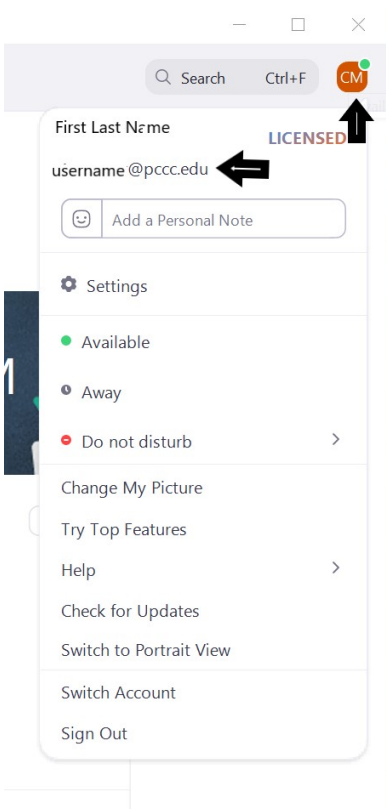 Search Ctrl+F CM
First Last Name
LICENSED
username @pccc.edu
Add a Personal Note
Settings
Available
Away
Do not disturb
Change My Picture
Try Top Features
Help
Check for Updates
Switch to Portrait View
Switch Account
Sign Out